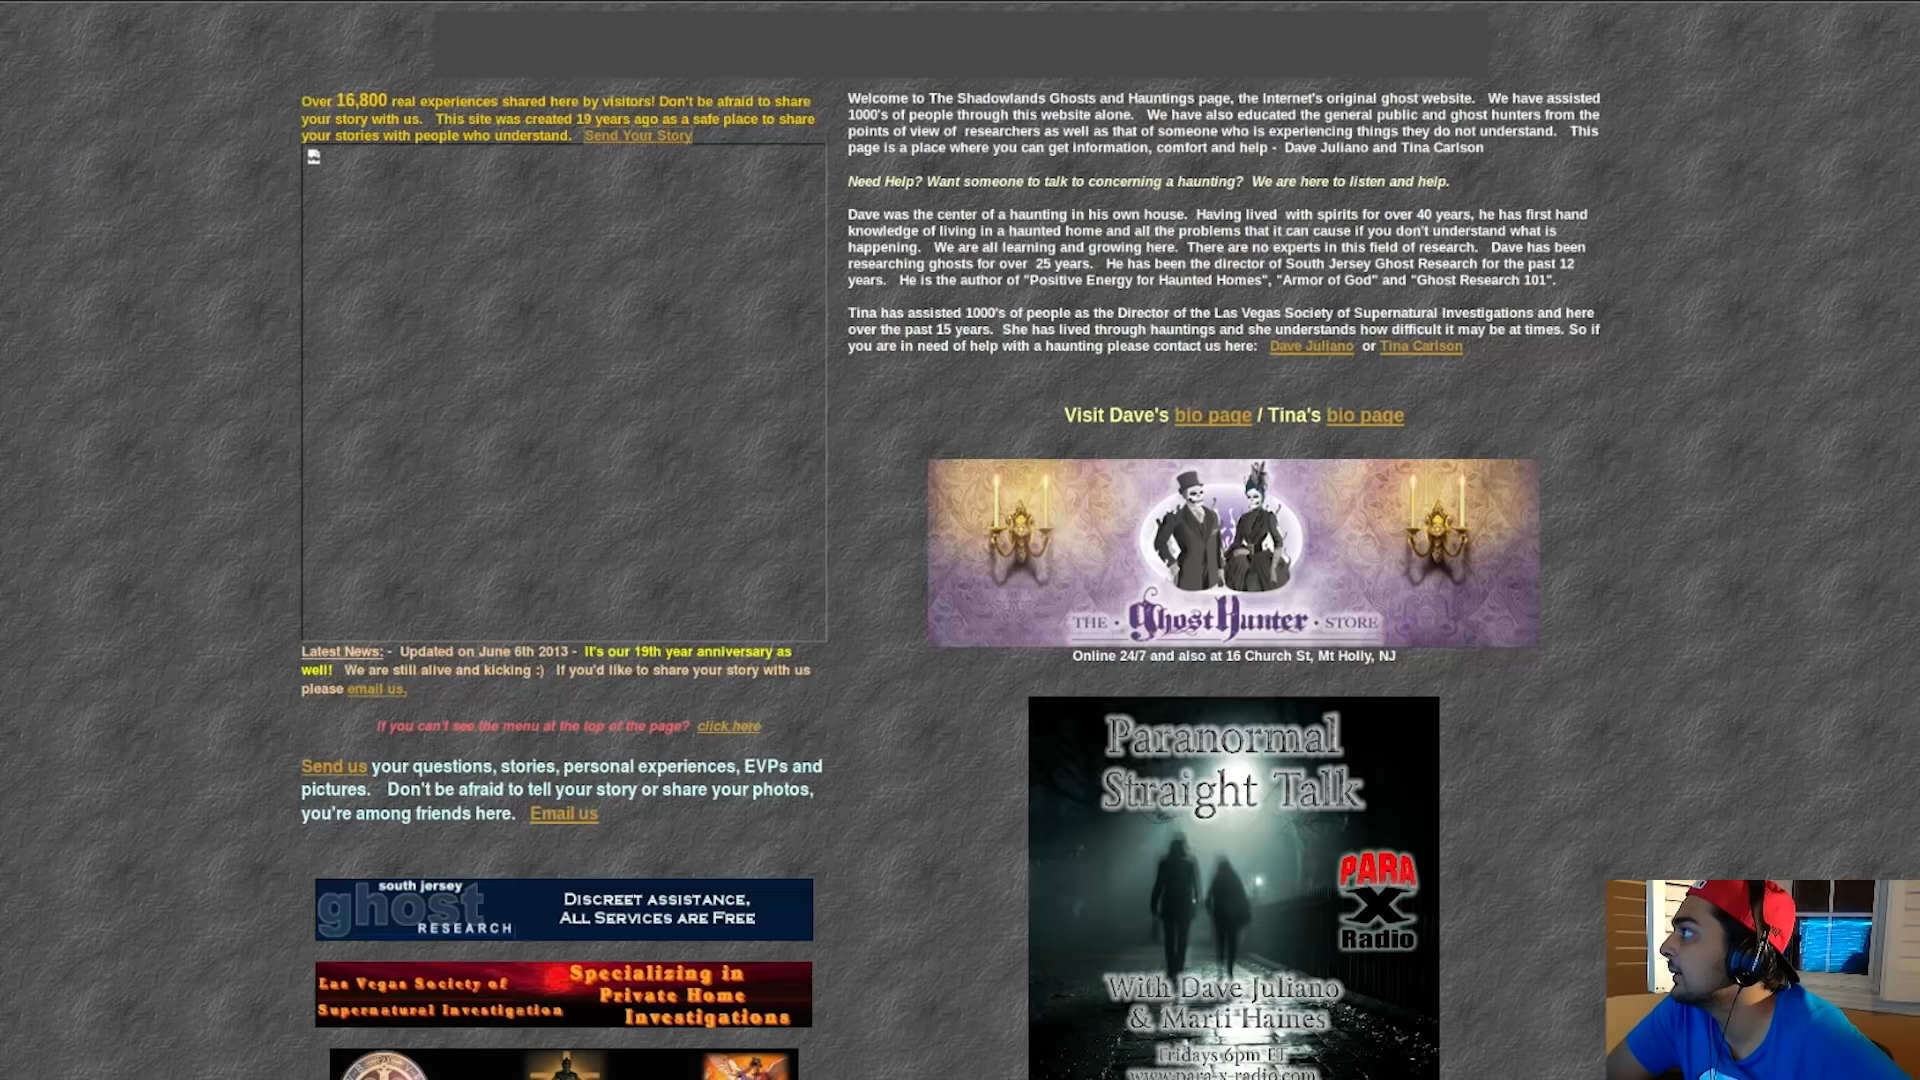 Over 16,800 real experiences shared here by visitors! Don't be afraid to share
your story with us. This site was created 19 years ago as a safe place to share
your stories with people who understand. Send Your Story
Latest News: - Updated on June 6th 2013 - It's our 19th year anniversary as
well! We are still alive and kicking :) If you'd like to share your story with us
please email us.
If you can't see the menu at the top of the page? click here
Send us your questions, stories, personal experiences, EVPs and
pictures. Don't be afraid to tell your story or share your photos,
you're among friends here. Email us
south jersey
ghost
RESEARCH
DISCREET ASSISTANCE,
ALL SERVICES ARE FREE
Las Vegas Society of
Supernatural Investigation
Specializing in
Private Home
Investigations
Welcome to The Shadowlands Ghosts and Hauntings page, the Internet's original ghost website. We have assisted
1000's of people through this website alone. We have also educated the general public and ghost hunters from the
points of view of researchers as well as that of someone who is experiencing things they do not understand. This
page is a place where you can get information, comfort and help - Dave Juliano and Tina Carlson
Need Help? Want someone to talk to concerning a haunting? We are here to listen and help.
Dave was the center of a haunting in his own house. Having lived with spirits for over 40 years, he has first hand
knowledge of living in a haunted home and all the problems that it can cause if you don't understand what is
happening. We are all learning and growing here. There are no experts in this field of research. Dave has been
researching ghosts for over 25 years. He has been the director of South Jersey Ghost Research for the past 12
years. He is the author of "Positive Energy for Haunted Homes", "Armor of God" and "Ghost Research 101".
Tina has assisted 1000's of people as the Director of the Las Vegas Society of Supernatural Investigations and here
over the past 15 years. She has lived through hauntings and she understands how difficult it may be at times. So if
you are in need of help with a haunting please contact us here: Dave Juliano or Tina Carlson
Visit Dave's bio page / Tina's bio page
THE • GhostHunter • STORE
Online 24/7 and also at 16 Church St, Mt Holly, NJ
Paranormal
Straight Talk
PARA
X
Radio
With Dave Juliano
& Marti Haines
Fridays 6pm ET
www.para-x-radio.com